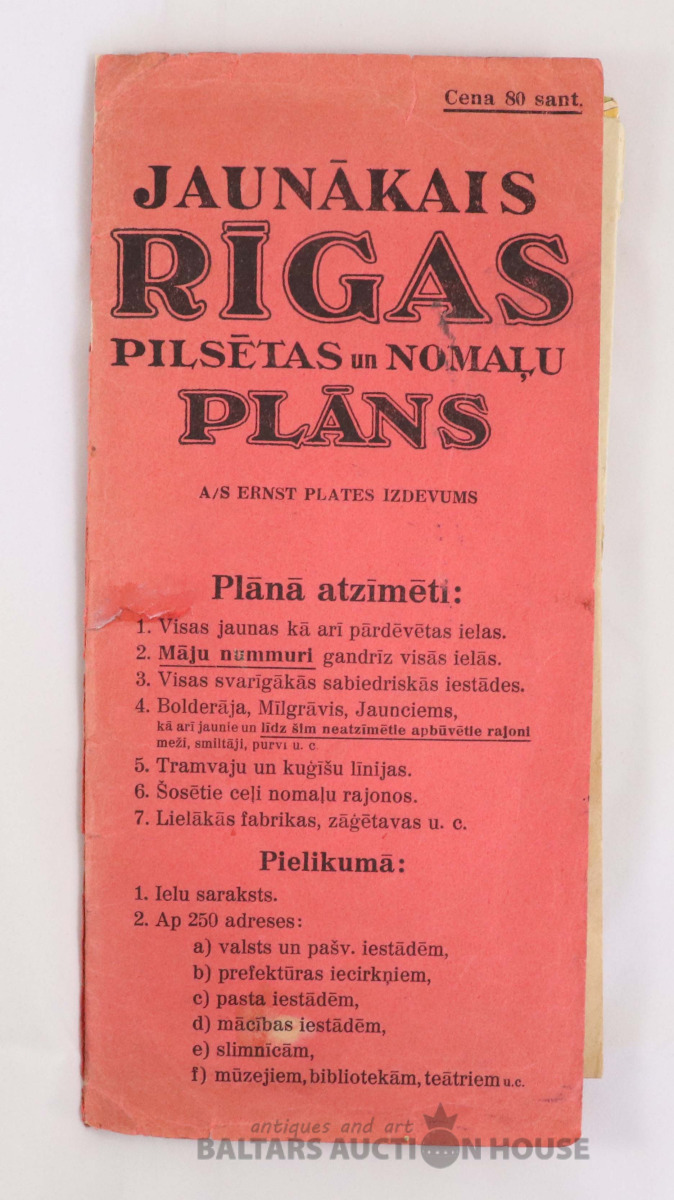 Cena 80 sant.
JAUNĀKAIS
RĪGAS
PILSĒTAS un NOMAĻU
PLĀNS
A/S ERNST PLATES IZDEVUMS
Plānā atzīmēti:
1. Visas jaunas kā arī pārdēvētas ielas.
2. Māju nummuri gandrīz visās ielās.
3. Visas svarīgākās sabiedriskās iestādes.
4. Bolderāja, Mīlgrāvis, Jaunciems,
kā arī jaunie un līdz šim neatzīmētie apbūvētie rajoni
meži, smiltāji, purvi u. c.
5. Tramvaju un kuģīšu līnijas.
6. Šosētie ceļi nomaļu rajonos.
7. Lielākās fabrikas, zāģētavas u. c.
Pielikumā:
1. Ielu saraksts.
2. Ap 250 adreses:
a) valsts un pašv. iestādēm,
b) prefektūras iecirkņiem,
c) pasta iestādēm,
d) mācības iestādēm,
e) slimnīcām,
f) mūzejiem, bibliotekām, teātriem u.c.
antiques and art
BALTARS AUCTION HOUSE